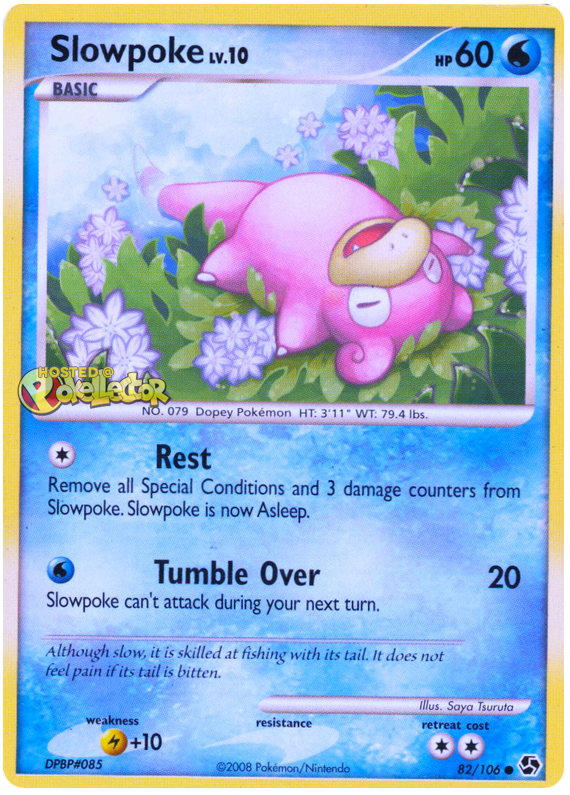 Slowpoke LV.10
HP 60
BASIC
HOSTED @
Pokellector
NO. 079 Dopey Pokémon HT: 3'11" WT: 79.4 lbs.
Rest
Remove all Special Conditions and 3 damage counters from
Slowpoke. Slowpoke is now Asleep.
Tumble Over 20
Slowpoke can't attack during your next turn.
Although slow, it is skilled at fishing with its tail. It does not
feel pain if its tail is bitten.
Illus. Saya Tsuruta
weakness resistance retreat cost
+10
DPBP#085 ©2008 Pokémon/Nintendo 82/106